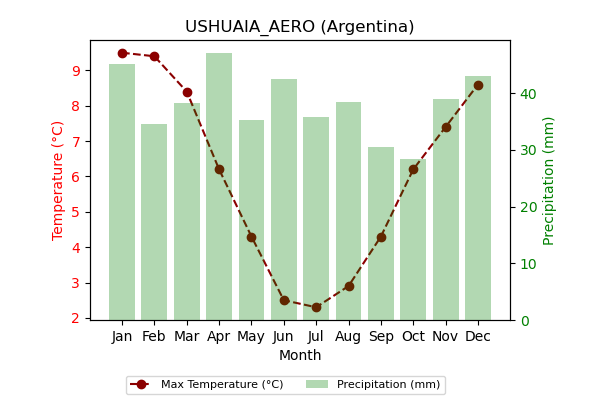 USHUAIA_AERO (Argentina)
Temperature (°C)
9
8
7
6
5
4
3
2
Precipitation (mm)
40
30
20
10
0
Jan Feb Mar Apr May Jun Jul Aug Sep Oct Nov Dec
Month
Max Temperature (°C) Precipitation (mm)